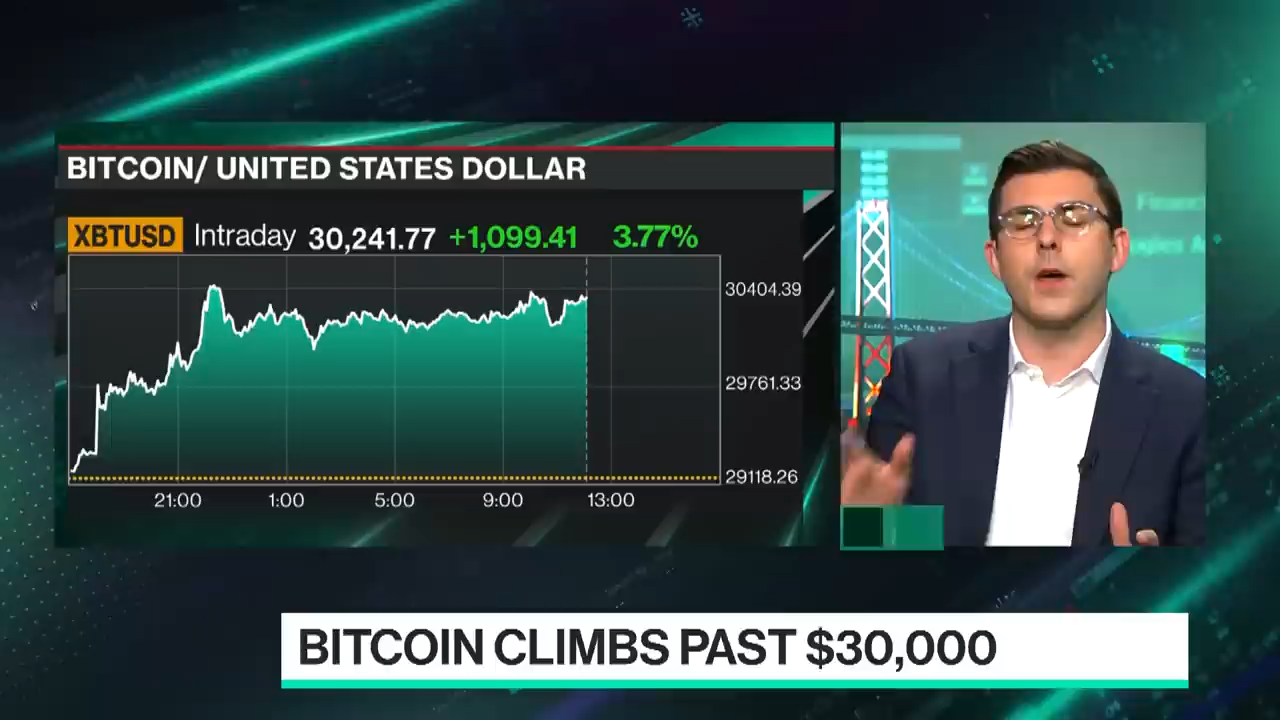 BITCOIN/ UNITED STATES DOLLAR
XBTUSD Intraday 30,241.77 +1,099.41 3.77%
30404.39
29761.33
29118.26
21:00 1:00 5:00 9:00 13:00
BITCOIN CLIMBS PAST $30,000